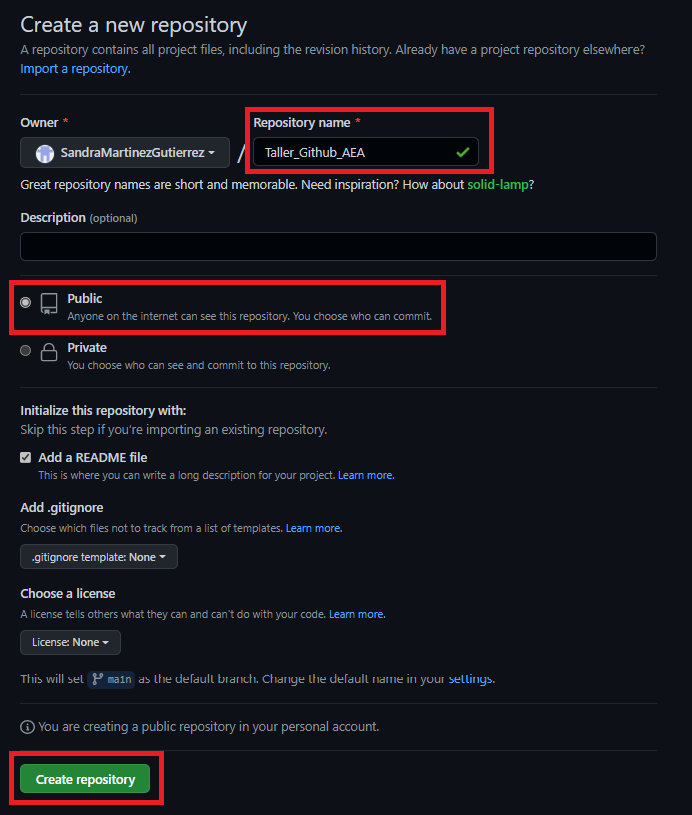 Create a new repository
A repository contains all project files, including the revision history. Already have a project repository elsewhere?
Import a repository.
Owner * Repository name *
SandraMartinezGutierrez / Taller_Github_AEA
Great repository names are short and memorable. Need inspiration? How about solid-lamp?
Description (optional)
Public
Anyone on the internet can see this repository. You choose who can commit.
Private
You choose who can see and commit to this repository.
Initialize this repository with:
Skip this step if you're importing an existing repository.
Add a README file
This is where you can write a long description for your project. Learn more.
Add .gitignore
Choose which files not to track from a list of templates. Learn more.
.gitignore template: None
Choose a license
A license tells others what they can and can't do with your code. Learn more.
License: None
This will set main as the default branch. Change the default name in your settings.
You are creating a public repository in your personal account.
Create repository